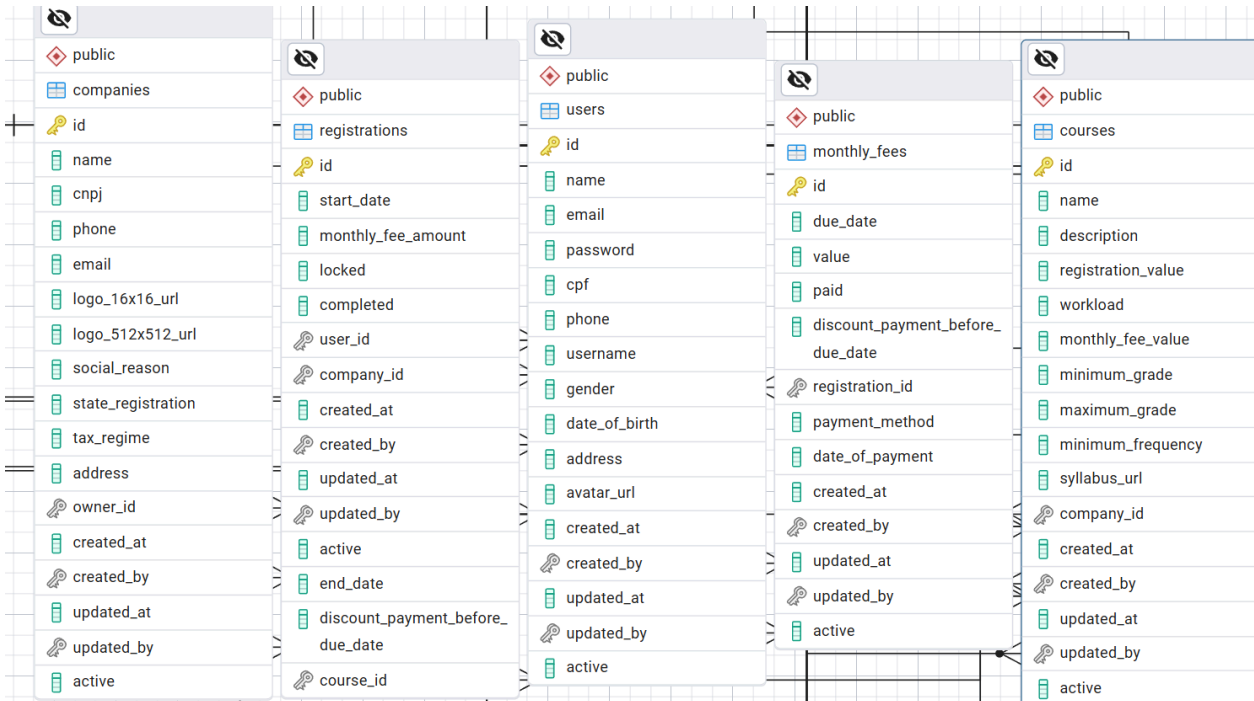 public
companies
id
name
cnpj
phone
email
logo_16x16_url
logo_512x512_url
social_reason
state_registration
tax_regime
address
owner_id
created_at
created_by
updated_at
updated_by
active
public
registrations
id
start_date
monthly_fee_amount
locked
completed
user_id
company_id
created_at
created_by
updated_at
updated_by
active
end_date
discount_payment_before_
due_date
course_id
public
users
id
name
email
password
cpf
phone
username
gender
date_of_birth
address
avatar_url
created_at
created_by
updated_at
updated_by
active
public
monthly_fees
id
due_date
value
paid
discount_payment_before_
due_date
registration_id
payment_method
date_of_payment
created_at
created_by
updated_at
updated_by
active
public
courses
id
name
description
registration_value
workload
monthly_fee_value
minimum_grade
maximum_grade
minimum_frequency
syllabus_url
company_id
created_at
created_by
updated_at
updated_by
active